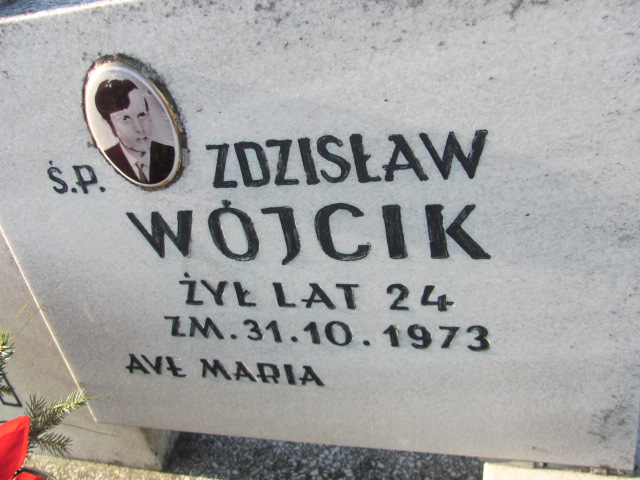 Ś.P. ZDZISŁAW
WÓJCIK
ŻYŁ LAT 24
ZM. 31.10.1973
AVE MARIA